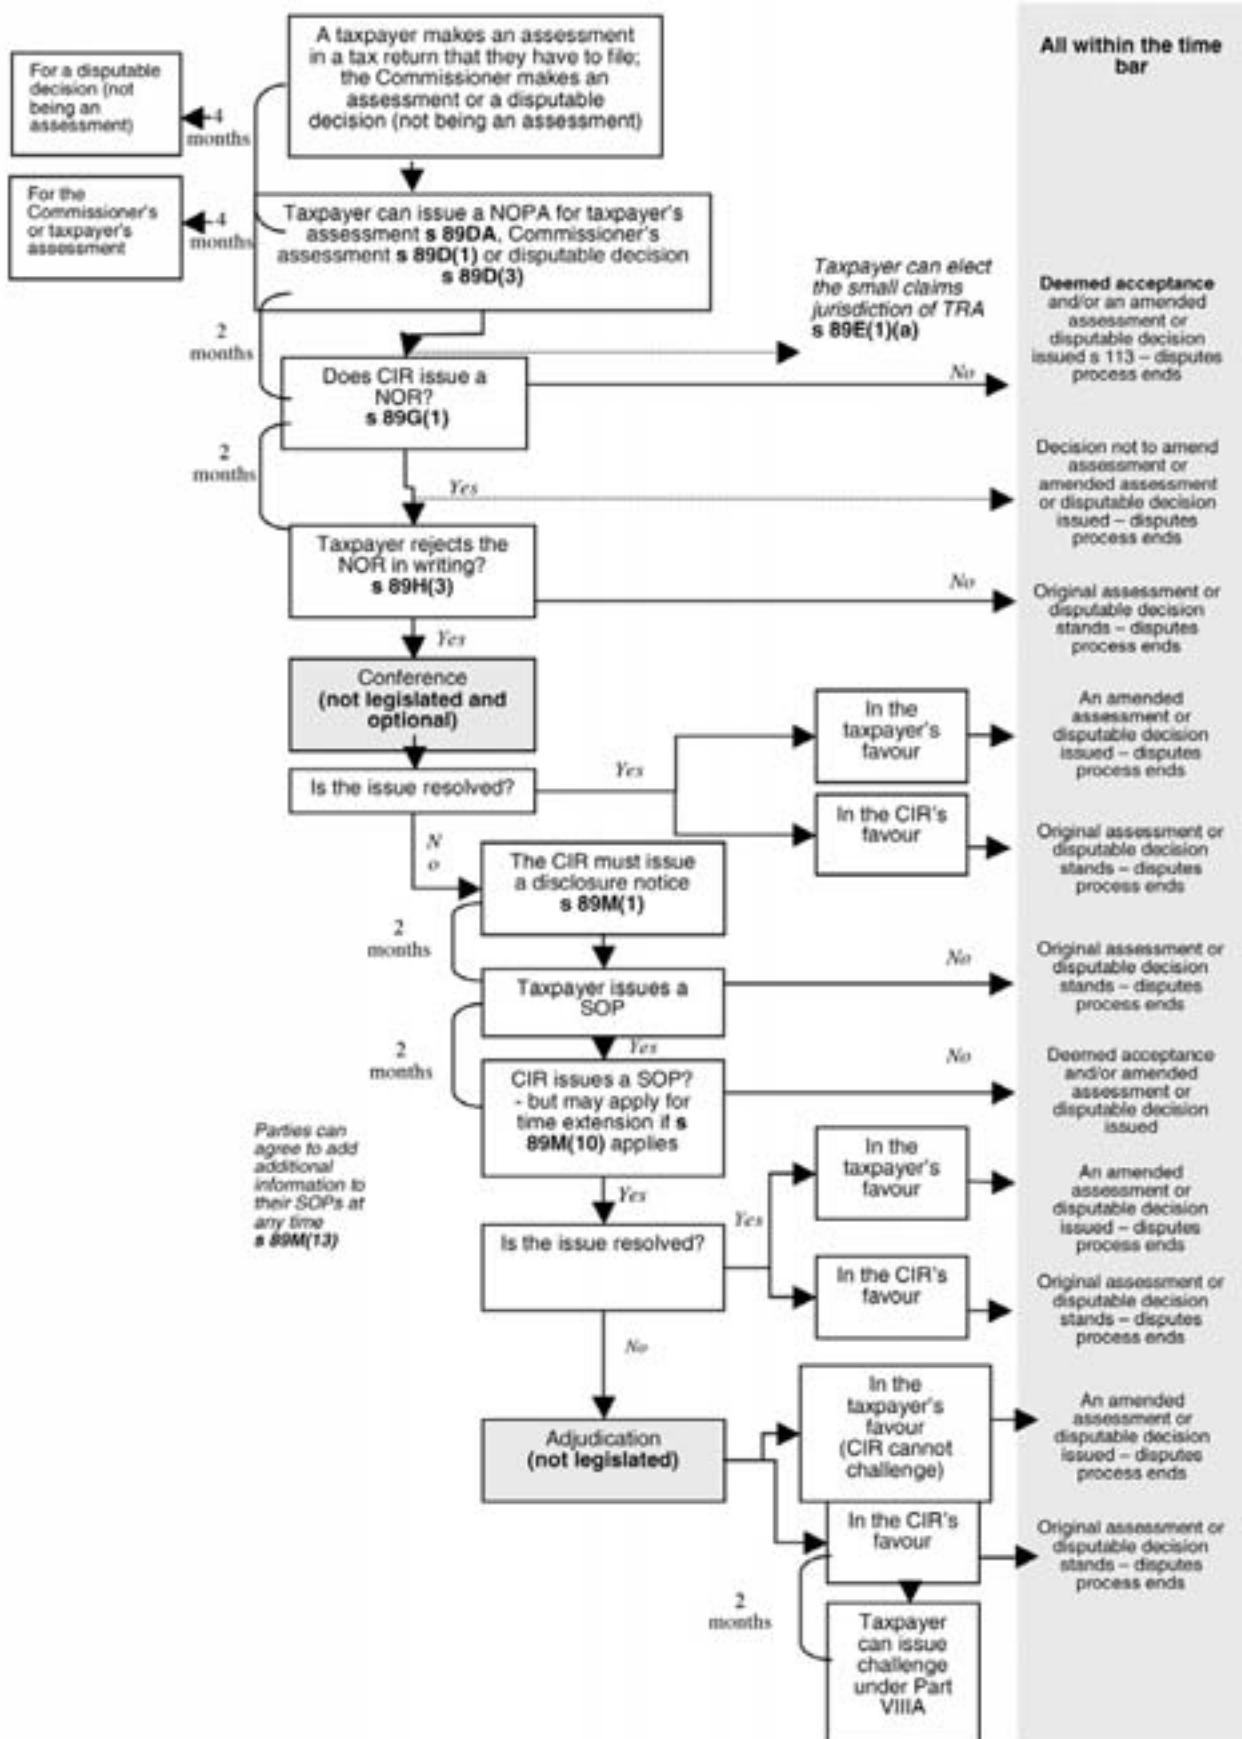 A taxpayer makes an assessment
in a tax return that they have to file;
the Commissioner makes an
assessment or a disputable
decision (not being an assessment)
All within the time
bar
For a disputable
decision (not
being an
assessment)
4
months
For the
Commissioner's
or taxpayer's
assessment
4
months
Taxpayer can issue a NOPA for taxpayer's
assessment s 89DA, Commissioner's
assessment s 89D(1) or disputable decision
s 89D(3)
Taxpayer can elect
the small claims
jurisdiction of TRA
s 89E(1)(a)
Deemed acceptance
and/or an amended
assessment or
disputable decision
issued s 113 – disputes
process ends
2
months
Does CIR issue a
NOR?
s 89G(1)
No
2
months
Yes
Decision not to amend
assessment or
amended assessment
or disputable decision
issued – disputes
process ends
Taxpayer rejects the
NOR in writing?
s 89H(3)
No
Original assessment or
disputable decision
stands – disputes
process ends
Yes
Conference
(not legislated and
optional)
In the
taxpayer's
favour
An amended
assessment or
disputable decision
issued – disputes
process ends
Is the issue resolved?
Yes
In the CIR's
favour
Original assessment or
disputable decision
stands – disputes
process ends
N
o
The CIR must issue
a disclosure notice
s 89M(1)
2
months
Taxpayer issues a
SOP
No
Original assessment or
disputable decision
stands – disputes
process ends
2
months
Yes
CIR issues a SOP?
- but may apply for
time extension if s
89M(10) applies
No
Deemed acceptance
and/or amended
assessment or
disputable decision
issued
Parties can
agree to add
additional
information to
their SOPs at
any time
s 89M(13)
Yes
In the
taxpayer's
favour
An amended
assessment or
disputable decision
issued – disputes
process ends
Is the issue resolved?
Yes
In the CIR's
favour
Original assessment or
disputable decision
stands – disputes
process ends
No
Adjudication
(not legislated)
In the
taxpayer's
favour
(CIR cannot
challenge)
An amended
assessment or
disputable decision
issued – disputes
process ends
In the CIR's
favour
Original assessment or
disputable decision
stands – disputes
process ends
2
months
Taxpayer
can issue
challenge
under Part
VIIIA